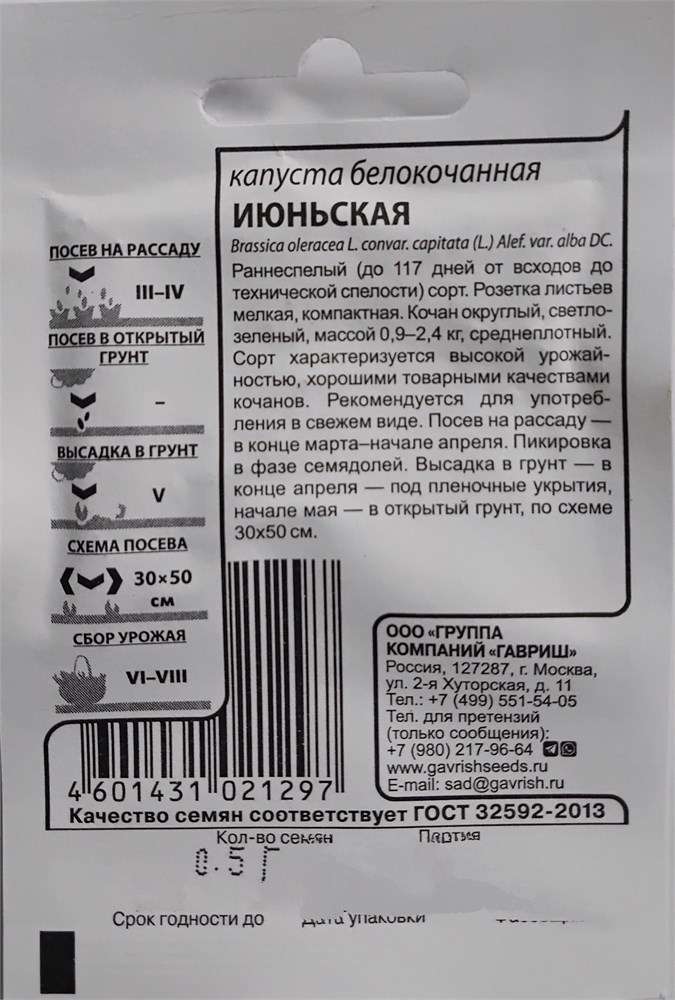 капуста белокочанная
ИЮНЬСКАЯ
Brassica oleracea L. convar. capitata (L.) Alef. var. alba DC.
Раннеспелый (до 117 дней от всходов до
технической спелости) сорт. Розетка листьев
мелкая, компактная. Кочан округлый, светло-
зеленый, массой 0,9–2,4 кг, среднеплотный.
Сорт характеризуется высокой урожай-
ностью, хорошими товарными качествами
кочанов. Рекомендуется для употреб-
ления в свежем виде. Посев на рассаду —
в конце марта–начале апреля. Пикировка
в фазе семядолей. Высадка в грунт — в
конце апреля — под пленочные укрытия,
начале мая — в открытый грунт, по схеме
30х50 см.
ПОСЕВ НА РАССАДУ
III–IV
ПОСЕВ В ОТКРЫТЫЙ
ГРУНТ
–
ВЫСАДКА В ГРУНТ
V
СХЕМА ПОСЕВА
30×50
см
СБОР УРОЖАЯ
VI–VIII
ООО «ГРУППА
КОМПАНИЙ «ГАВРИШ»
Россия, 127287, г. Москва,
ул. 2-я Хуторская, д. 11
Тел.: +7 (499) 551-54-05
Тел. для претензий
(только сообщения):
+7 (980) 217-96-64
www.gavrishseeds.ru
E-mail: sad@gavrish.ru
4 601431 021297
Качество семян соответствует ГОСТ 32592-2013
Кол-во семян Партия
0.5 Г
Срок годности до Дата упаковки